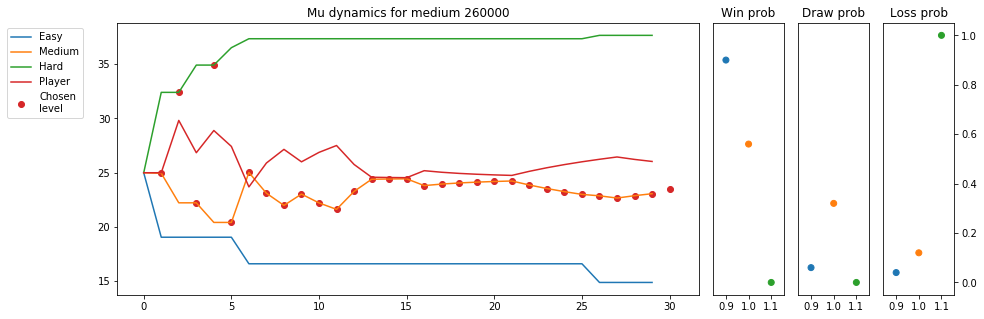 Mu dynamics for medium 260000
Win prob
Draw prob
Loss prob
Easy
Medium
Hard
Player
Chosen
level
35
30
25
20
15
0
5
10
15
20
25
30
0.9 1.0 1.1
0.9 1.0 1.1
0.9 1.0 1.1
1.0
0.8
0.6
0.4
0.2
0.0